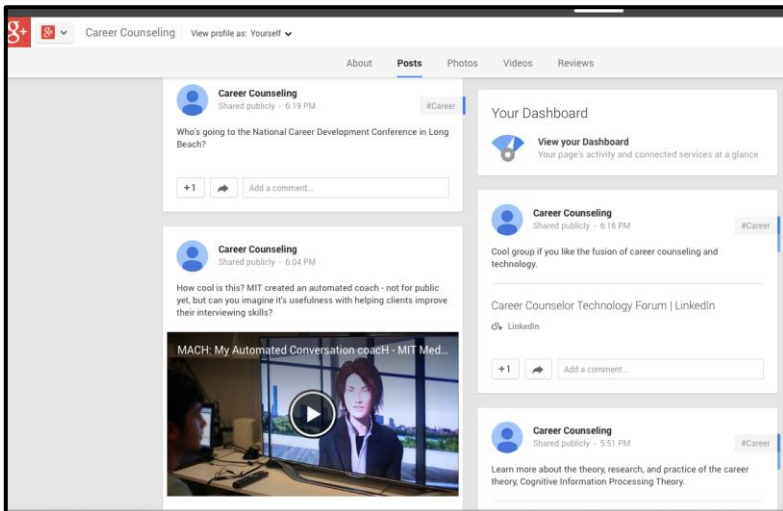 g+
g+
Career Counseling
View profile as: Yourself
About
Posts
Photos
Videos
Reviews
Career Counseling
Shared publicly - 6:19 PM
#Career
Who's going to the National Career Development Conference in Long
Beach?
+1
Add a comment...
Career Counseling
Shared publicly - 6:04 PM
How cool is this? MIT created an automated coach - not for public
yet, but can you imagine it's usefulness with helping clients improve
their interviewing skills?
MACH: My Automated Conversation coacH - MIT Med...
Your Dashboard
View your Dashboard
Your page's activity and connected services at a glance
Career Counseling
Shared publicly - 6:16 PM
#Career
Cool group if you like the fusion of career counseling and
technology.
Career Counselor Technology Forum | LinkedIn
LinkedIn
+1
Add a comment...
Career Counseling
Shared publicly - 5:51 PM
#Career
Learn more about the theory, research, and practice of the career
theory, Cognitive Information Processing Theory.